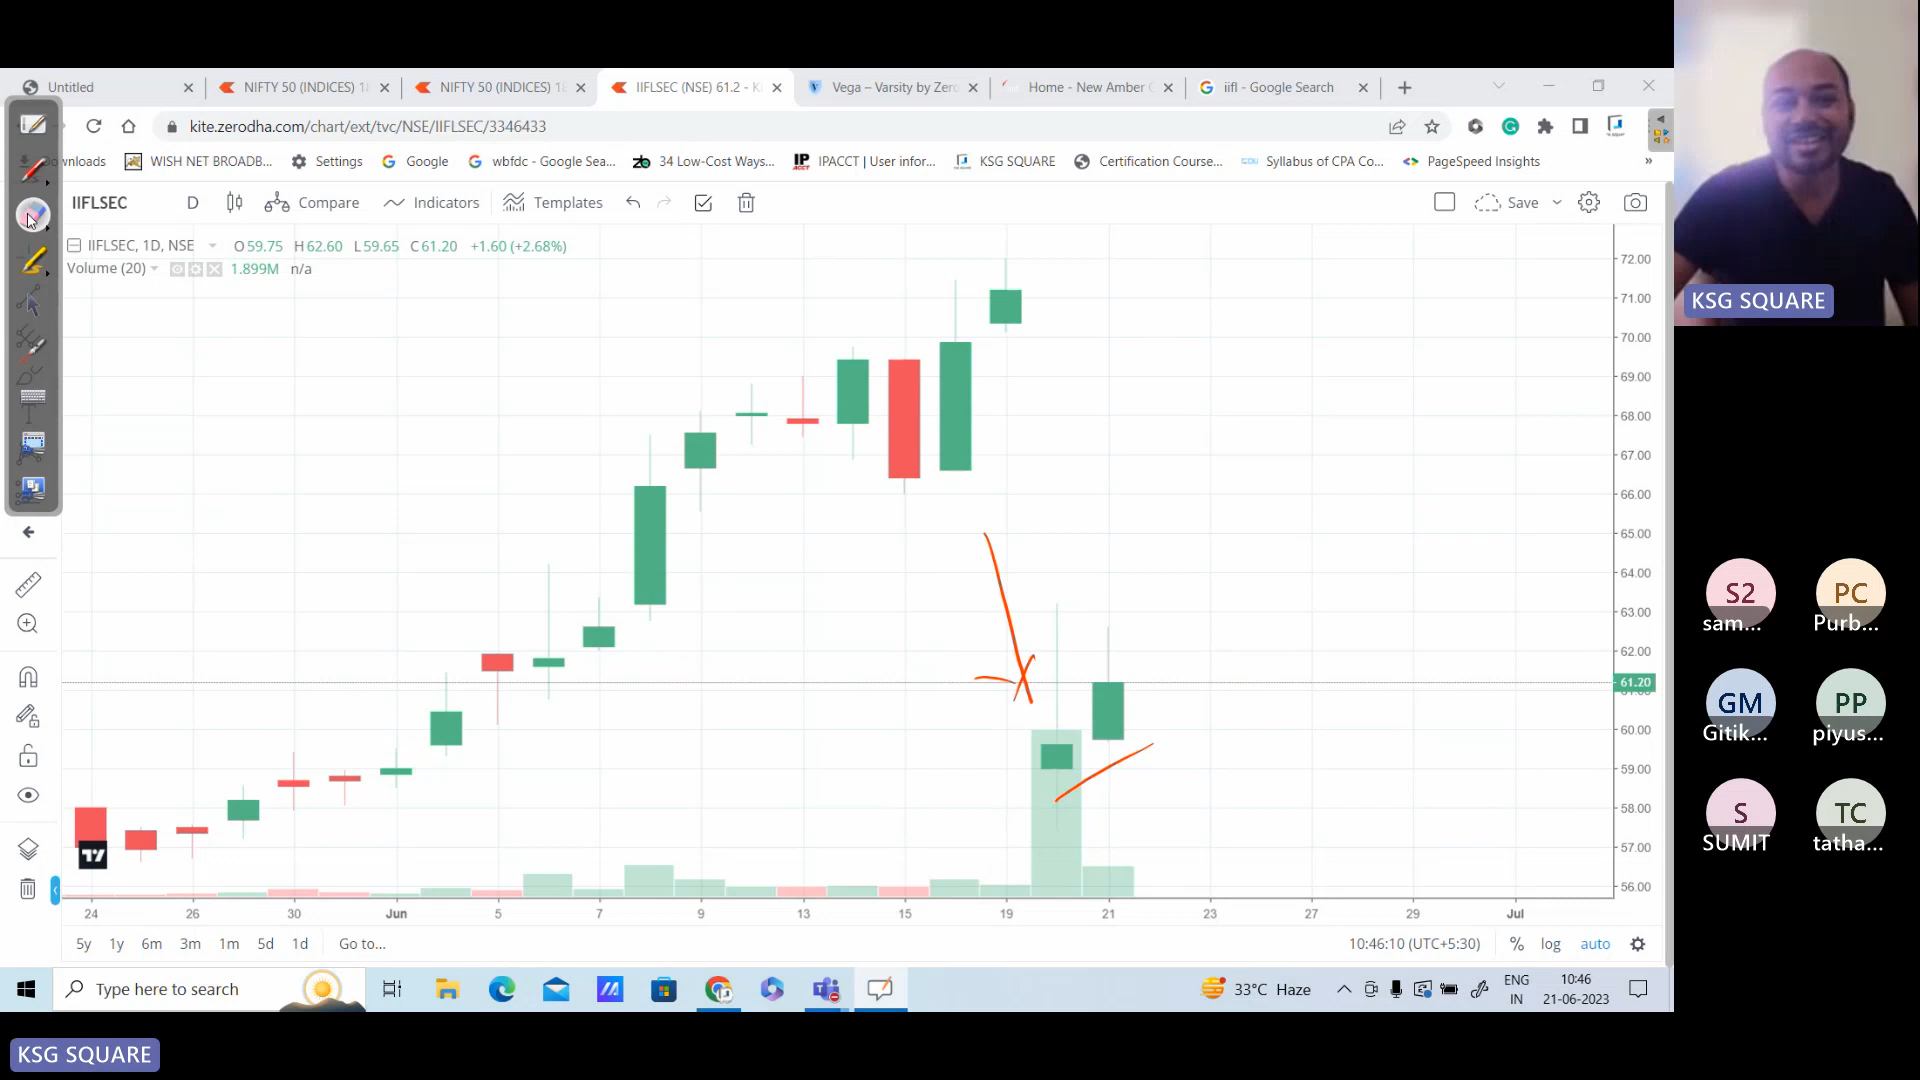 Untitled
NIFTY 50 (INDICES) 18
NIFTY 50 (INDICES) 18
IIFLSEC (NSE) 61.2 - K
Vega – Varsity by Zero
Home - New Amber
iifl - Google Search
kite.zerodha.com/chart/ext/tvc/NSE/IIFLSEC/3346433
ownloads
WISH NET BROADB...
Settings
Google
wbfdc - Google Sea...
34 Low-Cost Ways...
IPACCT | User infor...
KSG SQUARE
Certification Course...
Syllabus of CPA Co...
PageSpeed Insights
»
IIFLSEC
D
Compare
Indicators
Templates
Save
IIFLSEC, 1D, NSE O59.75 H62.60 L59.65 C61.20 +1.60 (+2.68%)
Volume (20) 1.899M n/a
72.00
71.00
70.00
69.00
68.00
67.00
66.00
65.00
64.00
63.00
62.00
61.20
60.00
59.00
58.00
57.00
56.00
24 26 30 Jun 5 7 9 13 15 19 21 23 27 29 Jul
5y 1y 6m 3m 1m 5d 1d Go to... 10:46:10 (UTC+5:30) % log auto
Type here to search
33°C Haze
ENG
IN
10:46
21-06-2023
KSG SQUARE
S2
sam...
PC
Purb...
GM
Gitik...
PP
piyus...
S
SUMIT
TC
tatha...
KSG SQUARE